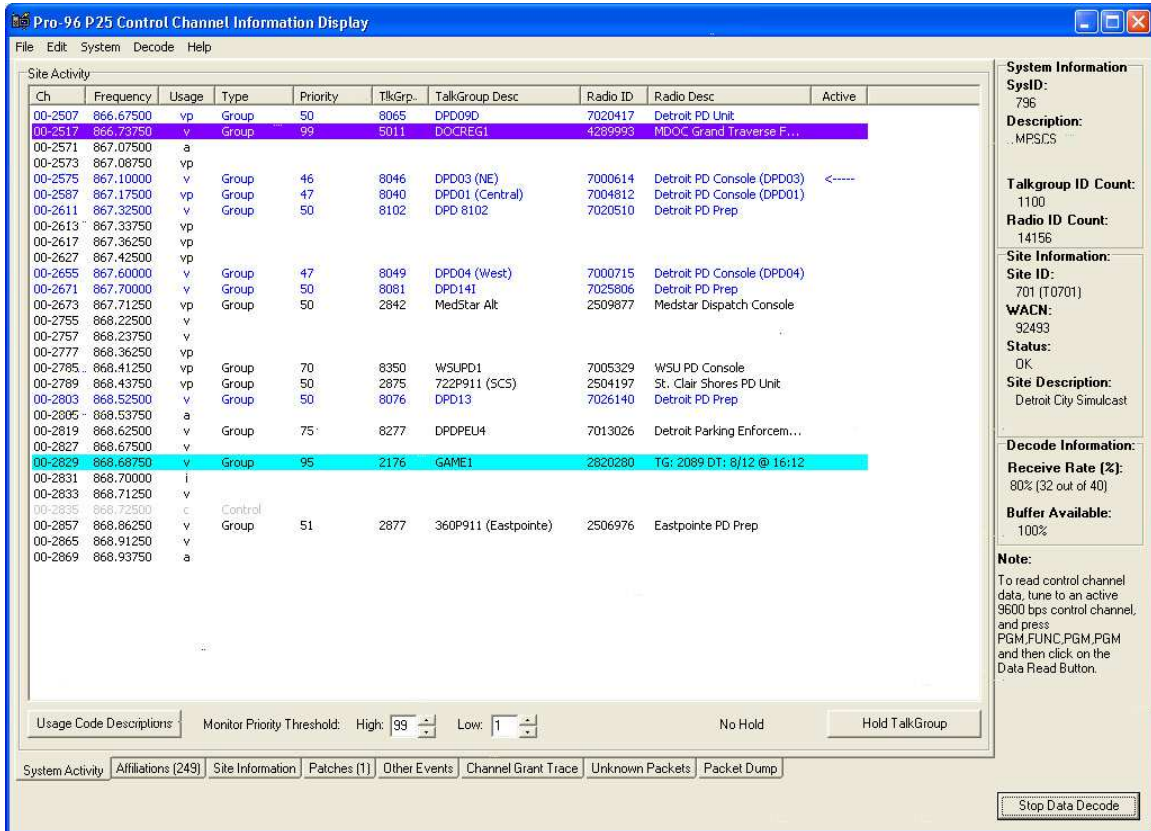 Pro-96 P25 Control Channel Information Display
File Edit System Decode Help
Site Activity
Ch Frequency Usage Type Priority TlkGrp.. TalkGroup Desc Radio ID Radio Desc Active
00-2507 866.67500 vp Group 50 8065 DPD09D 7020417 Detroit PD Unit
00-2517 866.73750 v Group 99 5011 DOCREG1 4289993 MDOC Grand Traverse F...
00-2571 867.07500 a
00-2573 867.08750 vp
00-2575 867.10000 v Group 46 8046 DPD03 (NE) 7000614 Detroit PD Console (DPD03) <-----
00-2587 867.17500 vp Group 47 8040 DPD01 (Central) 7004812 Detroit PD Console (DPD01)
00-2611 867.32500 v Group 50 8102 DPD 8102 7020510 Detroit PD Prep
00-2613 867.33750 vp
00-2617 867.36250 vp
00-2627 867.42500 vp
00-2655 867.60000 v Group 47 8049 DPD04 (West) 7000715 Detroit PD Console (DPD04)
00-2671 867.70000 v Group 50 8081 DPD14I 7025806 Detroit PD Prep
00-2673 867.71250 vp Group 50 2842 MedStar Alt 2509877 Medstar Dispatch Console
00-2755 868.22500 v
00-2757 868.23750 v
00-2777 868.36250 vp
00-2785 868.41250 vp Group 70 8350 WSUPD1 7005329 WSU PD Console
00-2789 868.43750 vp Group 50 2875 722P911 (SCS) 2504197 St. Clair Shores PD Unit
00-2803 868.52500 v Group 50 8076 DPD13 7026140 Detroit PD Prep
00-2805 868.53750 a
00-2819 868.62500 v Group 75 8277 DPDPEU4 7013026 Detroit Parking Enforcem...
00-2827 868.67500 v
00-2829 868.68750 v Group 95 2176 GAME1 2820280 TG: 2089 DT: 8/12 @ 16:12
00-2831 868.70000 i
00-2833 868.71250 v
00-2835 868.72500 c Control
00-2857 868.86250 v Group 51 2877 360P911 (Eastpointe) 2506976 Eastpointe PD Prep
00-2865 868.91250 v
00-2869 868.93750 a
Usage Code Descriptions Monitor Priority Threshold: High: 99 Low: 1 No Hold Hold TalkGroup
System Activity Affiliations (249) Site Information Patches (1) Other Events Channel Grant Trace Unknown Packets Packet Dump
System Information
SysID:
796
Description:
MPSCS
Talkgroup ID Count:
1100
Radio ID Count:
14156
Site Information:
Site ID:
701 (T0701)
WACN:
92493
Status:
OK
Site Description:
Detroit City Simulcast
Decode Information:
Receive Rate (%):
80% (32 out of 40)
Buffer Available:
100%
Note:
To read control channel
data, tune to an active
9600 bps control channel,
and press
PGM,FUNC,PGM,PGM
and then click on the
Data Read Button.
Stop Data Decode